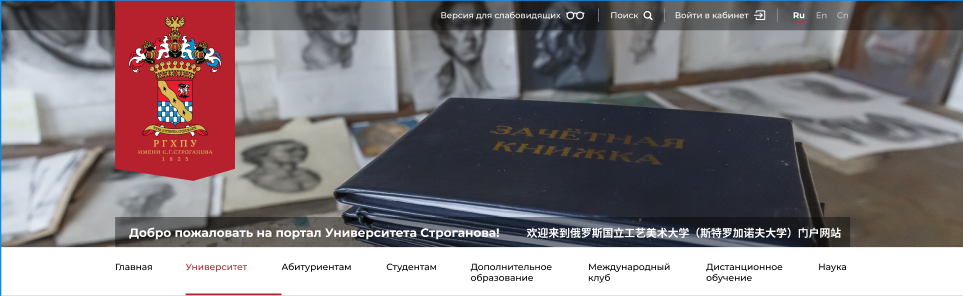 Версия для слабовидящих
Поиск
Войти в кабинет
Ru En Cn
РГХПУ
ИМЕНИ С.Г.СТРОГАНОВА
1825
ЗАЧЁТНАЯ
КНИЖКА
Добро пожаловать на портал Университета Строганова!
欢迎来到俄罗斯国立工艺美术大学（斯特罗加诺夫大学）门户网站
Главная
Университет
Абитуриентам
Студентам
Дополнительное
образование
Международный
клуб
Дистанционное
обучение
Наука